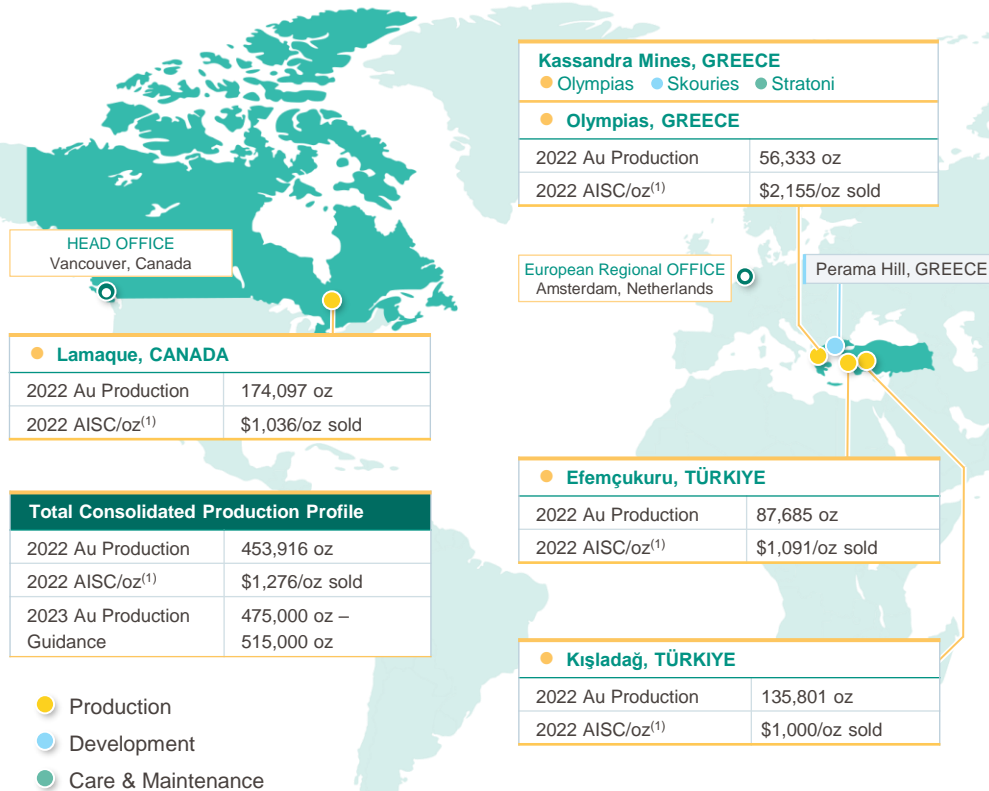 Kassandra Mines, GREECE
Olympias Skouries Stratoni
Olympias, GREECE
2022 Au Production 56,333 oz
2022 AISC/oz(1) $2,155/oz sold
HEAD OFFICE
Vancouver, Canada
European Regional OFFICE
Amsterdam, Netherlands
Perama Hill, GREECE
Lamaque, CANADA
2022 Au Production 174,097 oz
2022 AISC/oz(1) $1,036/oz sold
Efemçukuru, TÜRKIYE
2022 Au Production 87,685 oz
2022 AISC/oz(1) $1,091/oz sold
Total Consolidated Production Profile
2022 Au Production 453,916 oz
2022 AISC/oz(1) $1,276/oz sold
2023 Au Production 475,000 oz –
Guidance 515,000 oz
Kışladağ, TÜRKIYE
2022 Au Production 135,801 oz
2022 AISC/oz(1) $1,000/oz sold
Production
Development
Care & Maintenance